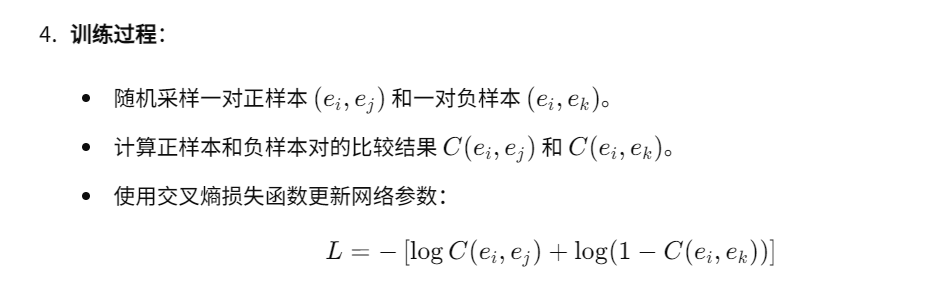 4. 训练过程：
• 随机采样一对正样本 (e_i, e_j) 和一对负样本 (e_i, e_k)。
• 计算正样本和负样本对的比较结果 C(e_i, e_j) 和 C(e_i, e_k)。
• 使用交叉熵损失函数更新网络参数：
L = − [log C(e_i, e_j) + log(1 − C(e_i, e_k))]